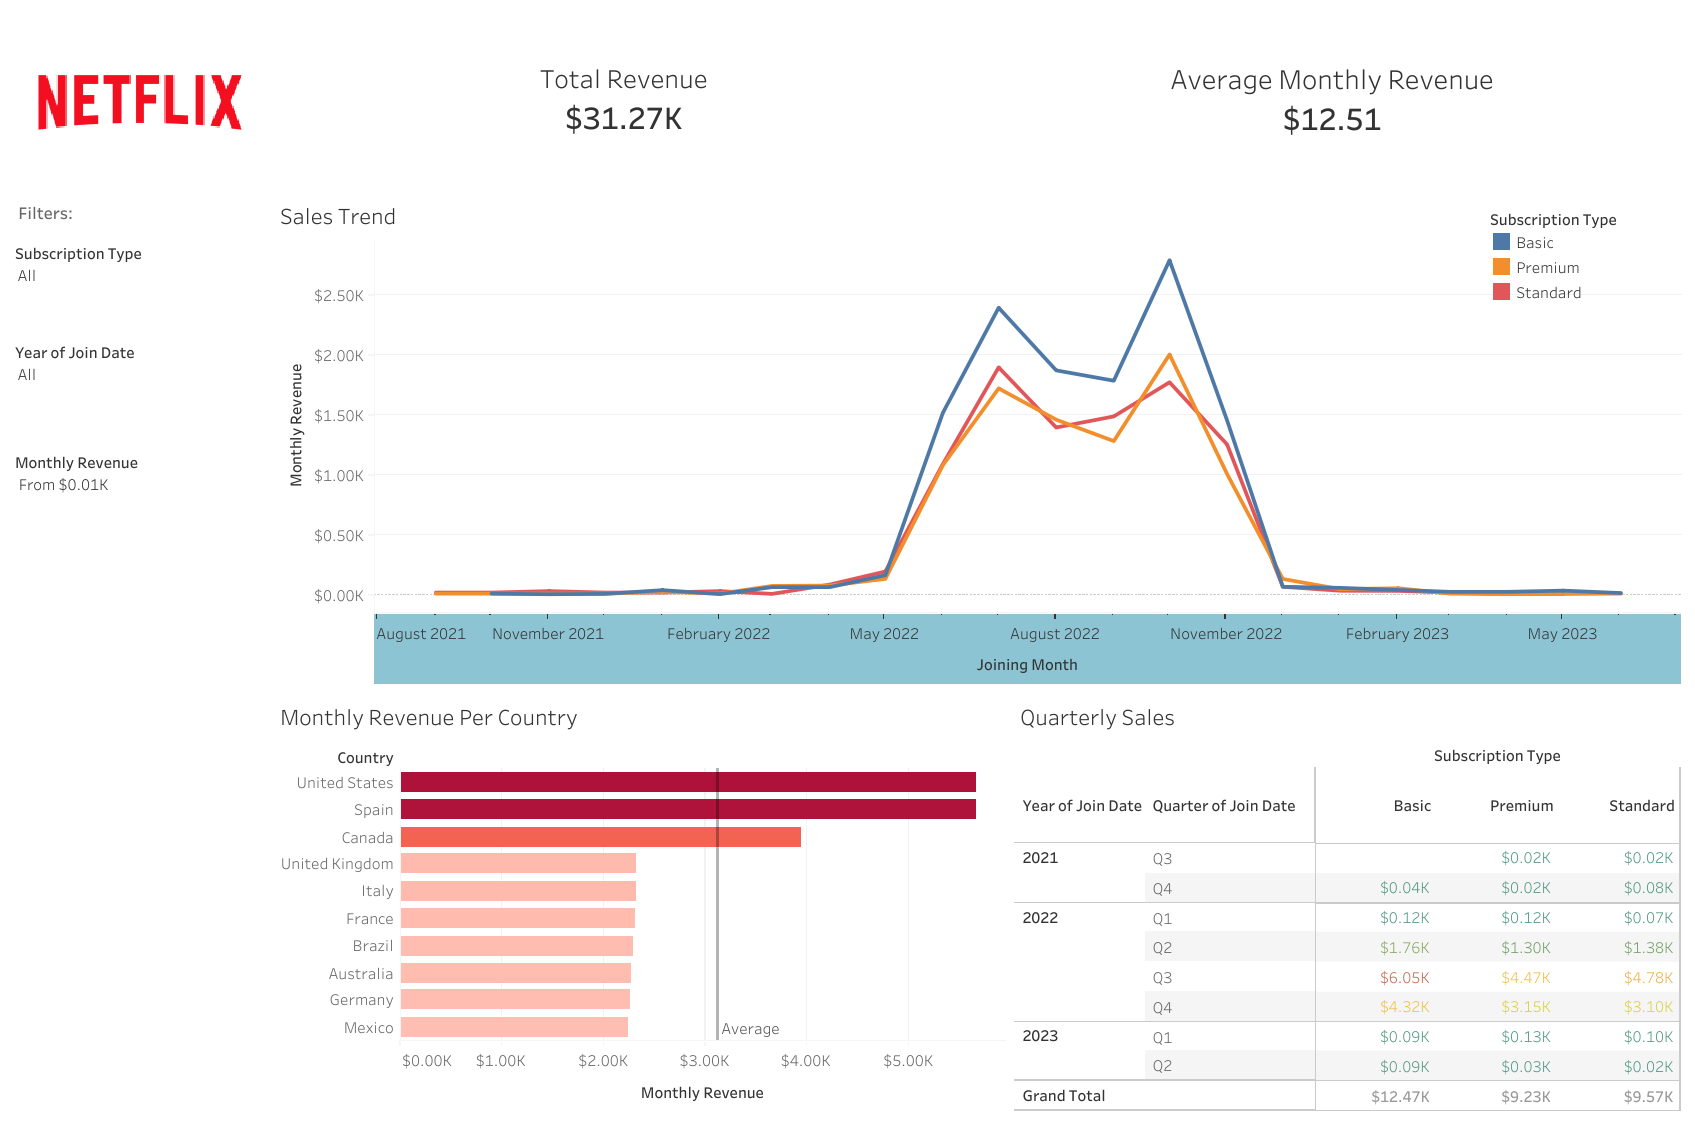 NETFLIX
Total Revenue
$31.27K
Average Monthly Revenue
$12.51
Filters:
Subscription Type
All
Year of Join Date
All
Monthly Revenue
From $0.01K
Sales Trend
Subscription Type
Basic
Premium
Standard
Monthly Revenue
$2.50K
$2.00K
$1.50K
$1.00K
$0.50K
$0.00K
August 2021 November 2021 February 2022 May 2022 August 2022 November 2022 February 2023 May 2023
Joining Month
Monthly Revenue Per Country
Country
United States
Spain
Canada
United Kingdom
Italy
France
Brazil
Australia
Germany
Mexico
Average
$0.00K $1.00K $2.00K $3.00K $4.00K $5.00K
Monthly Revenue
Quarterly Sales
Subscription Type
Year of Join Date Quarter of Join Date Basic Premium Standard
2021 Q3 $0.02K $0.02K
Q4 $0.04K $0.02K $0.08K
2022 Q1 $0.12K $0.12K $0.07K
Q2 $1.76K $1.30K $1.38K
Q3 $6.05K $4.47K $4.78K
Q4 $4.32K $3.15K $3.10K
2023 Q1 $0.09K $0.13K $0.10K
Q2 $0.09K $0.03K $0.02K
Grand Total $12.47K $9.23K $9.57K